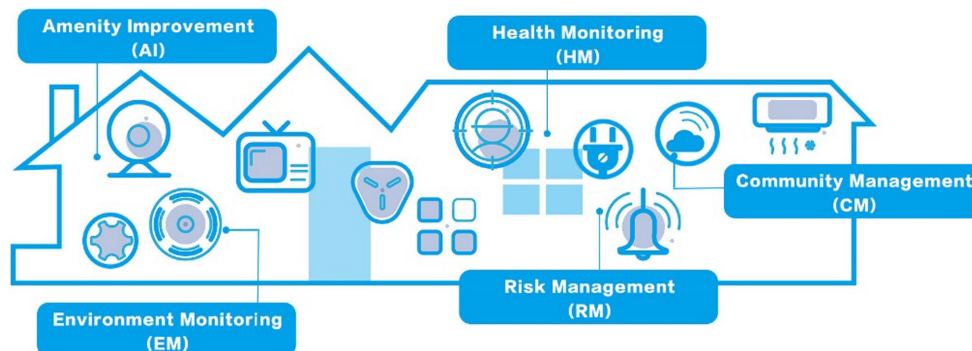 Amenity Improvement
(AI)
Health Monitoring
(HM)
Community Management
(CM)
Risk Management
(RM)
Environment Monitoring
(EM)